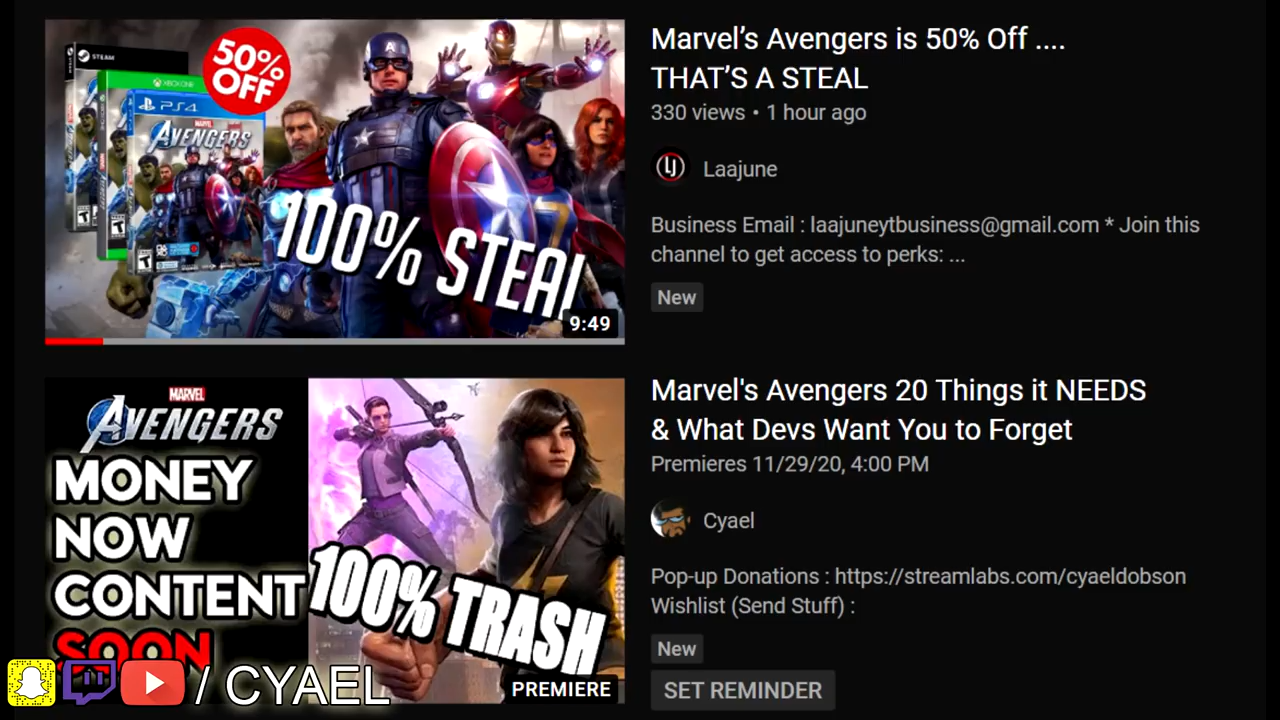 50%
OFF
STEAM
XBOX ONE
PS4
MARVEL
AVENGERS
100% STEAL
9:49
Marvel’s Avengers is 50% Off ....
THAT’S A STEAL
330 views • 1 hour ago
LJ
Laajune
Business Email : laajuneytbusiness@gmail.com * Join this
channel to get access to perks: ...
New
MARVEL
AVENGERS
MONEY
NOW
CONTENT
SOON
100% TRASH
PREMIERE
Marvel's Avengers 20 Things it NEEDS
& What Devs Want You to Forget
Premieres 11/29/20, 4:00 PM
Cyael
Pop-up Donations : https://streamlabs.com/cyaeldobson
Wishlist (Send Stuff) :
New
SET REMINDER
/ CYAEL